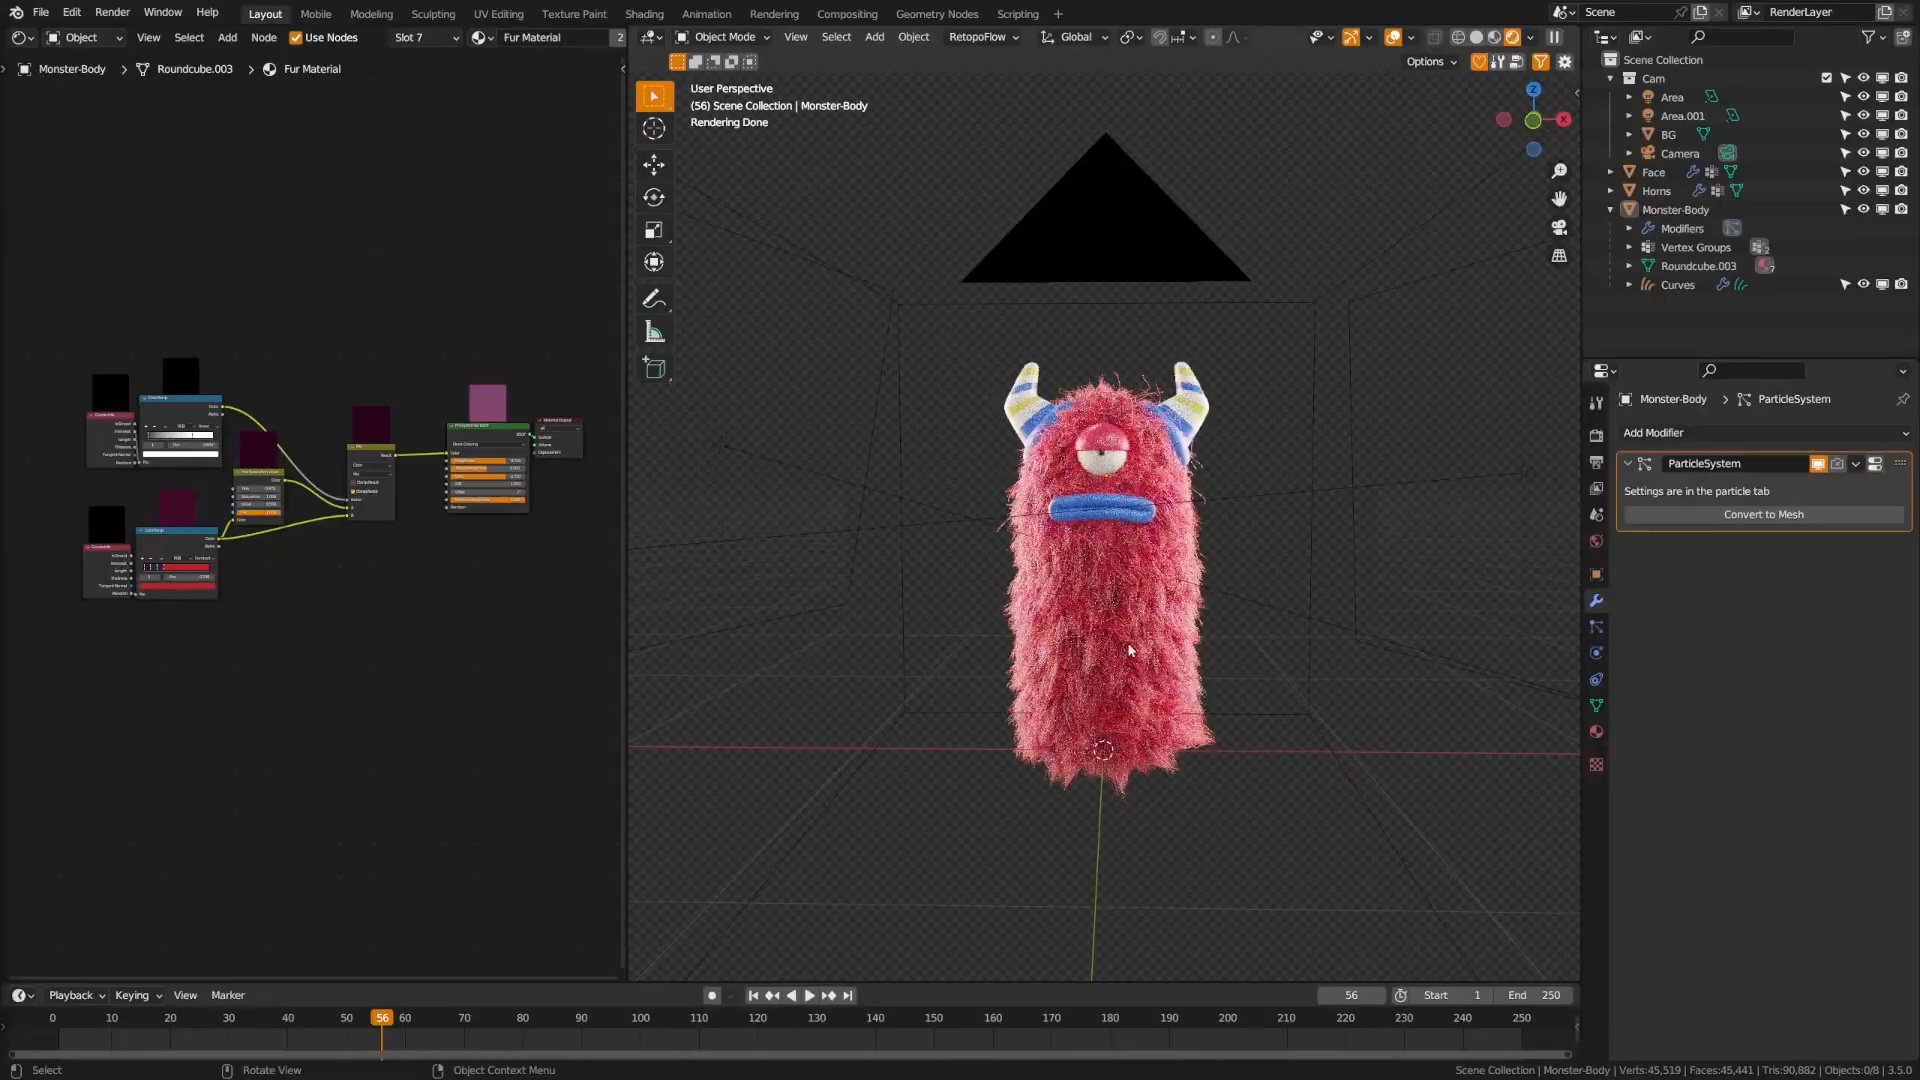 File Edit Render Window Help Layout Mobile Modeling Sculpting UV Editing Texture Paint Shading Animation Rendering Compositing Geometry Nodes Scripting + Scene RenderLayer
Object View Select Add Node Use Nodes Slot 7 Fur Material 2
Object Mode View Select Add Object RetopoFlow Global
Options
Monster-Body > Roundcube.003 > Fur Material
User Perspective
(56) Scene Collection | Monster-Body
Rendering Done
Z
X
Scene Collection
Cam
Area
Area.001
BG
Camera
Face
Horns
Monster-Body
Modifiers
Vertex Groups 2
Roundcube.003 7
Curves
Monster-Body > ParticleSystem
Add Modifier
ParticleSystem
Settings are in the particle tab
Convert to Mesh
Playback Keying View Marker 56 Start 1 End 250
0 10 20 30 40 50 56 60 70 80 90 100 110 120 130 140 150 160 170 180 190 200 210 220 230 240 250
Select Rotate View Object Context Menu Scene Collection | Monster-Body | Verts:45,519 | Faces:45,441 | Tris:90,882 | Objects:0/8 | 3.5.0